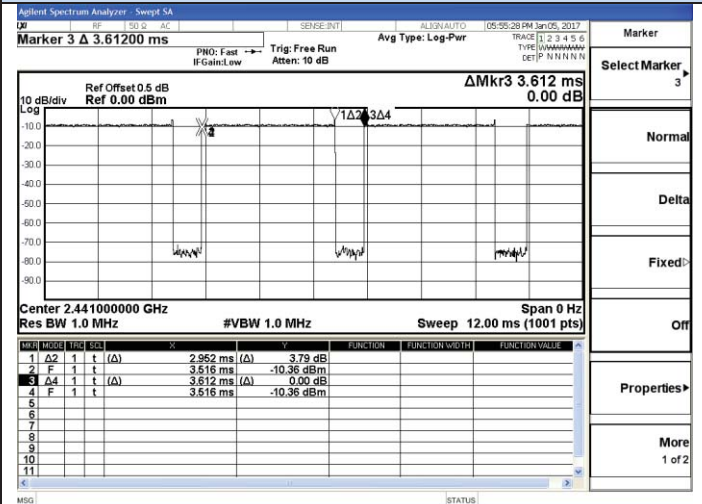 Agilent Spectrum Analyzer - Swept SA
RF 50 Ω AC SENSE:INT ALIGN AUTO 05:55:28 PM Jan 05, 2017
Marker 3 Δ 3.61200 ms
PNO: Fast
IFGain:Low
Trig: Free Run
Atten: 10 dB
Avg Type: Log-Pwr
TRACE 1 2 3 4 5 6
TYPE WWWWWW
DET P N N N N N
Ref Offset 0.5 dB
10 dB/div Ref 0.00 dBm
ΔMkr3 3.612 ms
0.00 dB
Log
-10.0
-20.0
-30.0
-40.0
-50.0
-60.0
-70.0
-80.0
-90.0
1Δ2 3Δ4
Center 2.441000000 GHz
Span 0 Hz
Res BW 1.0 MHz
#VBW 1.0 MHz
Sweep 12.00 ms (1001 pts)
MKR MODE TRC SCL X Y FUNCTION FUNCTION WIDTH FUNCTION VALUE
1 Δ2 1 t (Δ) 2.952 ms (Δ) 3.79 dB
2 F 1 t 3.516 ms -10.36 dBm
3 Δ4 1 t (Δ) 3.612 ms (Δ) 0.00 dB
4 F 1 t 3.516 ms -10.36 dBm
5
6
7
8
9
10
11
MSG
STATUS
Marker
Select Marker
3
Normal
Delta
Fixed
Off
Properties
More
1 of 2